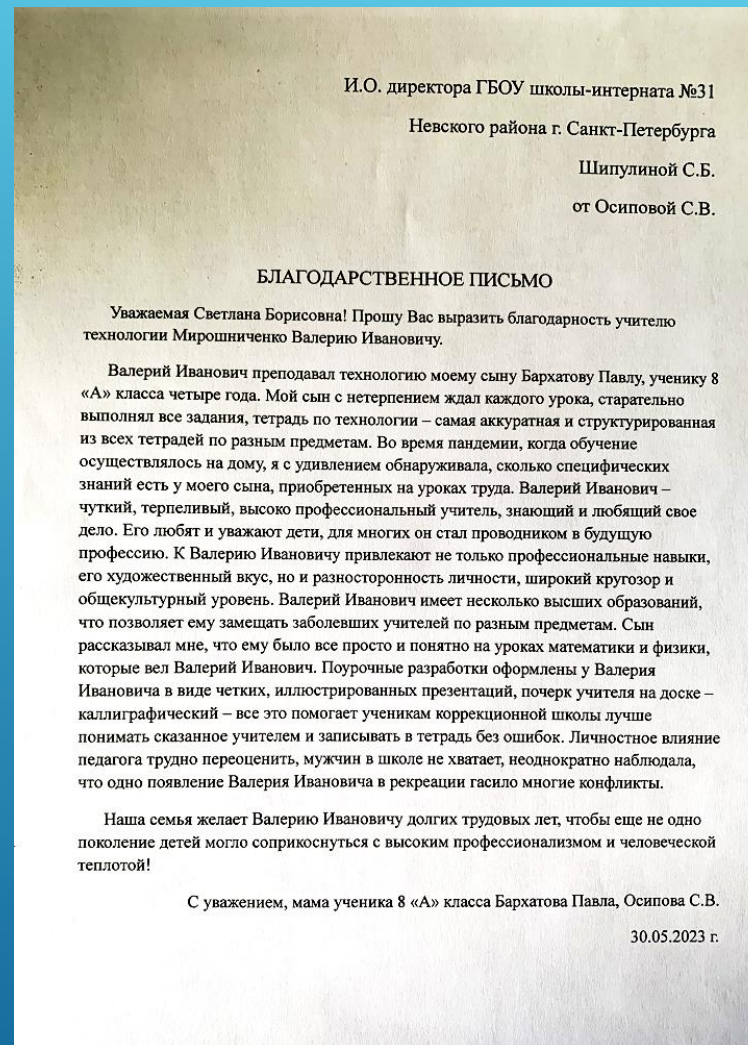 И.О. директора ГБОУ школы-интерната №31
Невского района г. Санкт-Петербурга
Шипулиной С.Б.
от Осиповой С.В.
БЛАГОДАРСТВЕННОЕ ПИСЬМО
Уважаемая Светлана Борисовна! Прошу Вас выразить благодарность учителю
технологии Мирошниченко Валерию Ивановичу.
Валерий Иванович преподавал технологию моему сыну Бархатову Павлу, ученику 8
«А» класса четыре года. Мой сын с нетерпением ждал каждого урока, старательно
выполнял все задания, тетрадь по технологии – самая аккуратная и структурированная
из всех тетрадей по разным предметам. Во время пандемии, когда обучение
осуществлялось на дому, я с удивлением обнаруживала, сколько специфических
знаний есть у моего сына, приобретенных на уроках труда. Валерий Иванович –
чуткий, терпеливый, высоко профессиональный учитель, знающий и любящий свое
дело. Его любят и уважают дети, для многих он стал проводником в будущую
профессию. К Валерию Ивановичу привлекают не только профессиональные навыки,
его художественный вкус, но и разносторонность личности, широкий кругозор и
общекультурный уровень. Валерий Иванович имеет несколько высших образований,
что позволяет ему замещать заболевших учителей по разным предметам. Сын
рассказывал мне, что ему было все просто и понятно на уроках математики и физики,
которые вел Валерий Иванович. Поурочные разработки оформлены у Валерия
Ивановича в виде четких, иллюстрированных презентаций, почерк учителя на доске –
каллиграфический – все это помогает ученикам коррекционной школы лучше
понимать сказанное учителем и записывать в тетрадь без ошибок. Личностное влияние
педагога трудно переоценить, мужчин в школе не хватает, неоднократно наблюдала,
что одно появление Валерия Ивановича в рекреации гасило многие конфликты.
Наша семья желает Валерию Ивановичу долгих трудовых лет, чтобы еще не одно
поколение детей могло соприкоснуться с высоким профессионализмом и человеческой
теплотой!
С уважением, мама ученика 8 «А» класса Бархатова Павла, Осипова С.В.
30.05.2023 г.